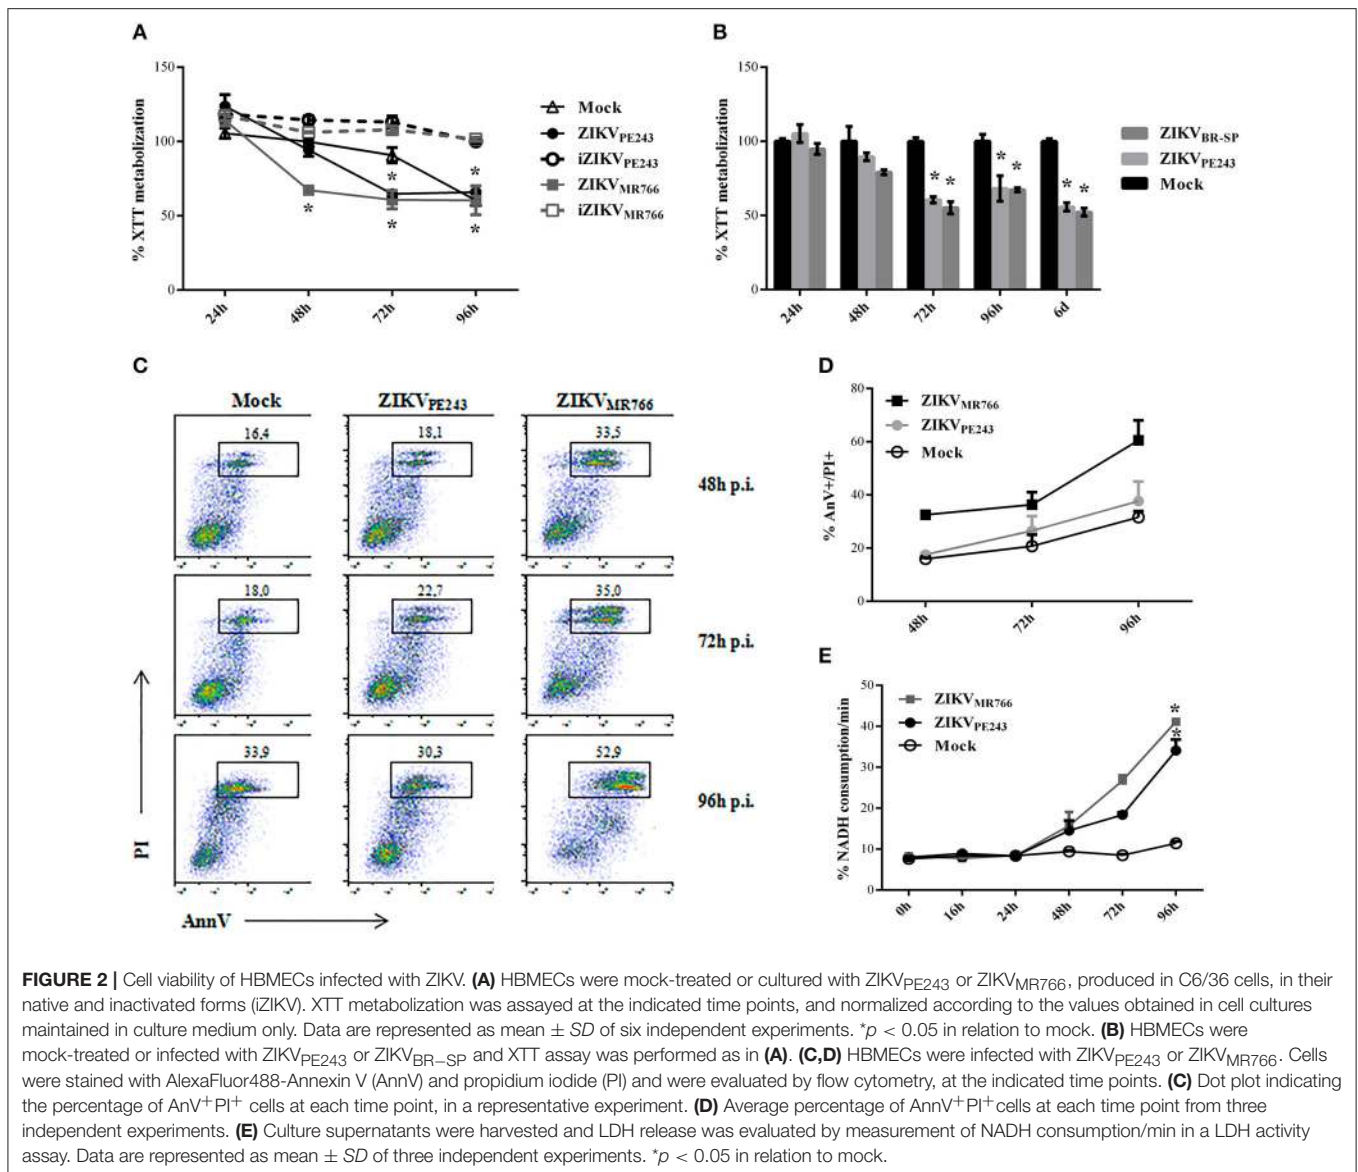 A
150
100
50
0
% XTT metabolization
24h
48h
72h
96h
*
*
*
*
*
Mock
ZIKVPE243
iZIKVPE243
ZIKVMR766
iZIKVMR766
B
150
100
50
0
% XTT metabolization
24h
48h
72h
96h
6d
* *
* *
* *
ZIKVBR-SP
ZIKVPE243
Mock
C
Mock
ZIKVPE243
ZIKVMR766
16,4
18,1
33,5
48h p.i.
18,0
22,7
35,0
72h p.i.
33,9
30,3
52,9
96h p.i.
PI
AnnV
D
80
60
40
20
0
% AnV+/PI+
ZIKVMR766
ZIKVPE243
Mock
48h
72h
96h
E
50
40
30
20
10
0
% NADH consumption/min
ZIKVMR766
ZIKVPE243
Mock
*
*
0h
16h
24h
48h
72h
96h
FIGURE 2 | Cell viability of HBMECs infected with ZIKV. (A) HBMECs were mock-treated or cultured with ZIKVPE243 or ZIKVMR766, produced in C6/36 cells, in their
native and inactivated forms (iZIKV). XTT metabolization was assayed at the indicated time points, and normalized according to the values obtained in cell cultures
maintained in culture medium only. Data are represented as mean ± SD of six independent experiments. *p < 0.05 in relation to mock. (B) HBMECs were
mock-treated or infected with ZIKVPE243 or ZIKVBR−SP and XTT assay was performed as in (A). (C,D) HBMECs were infected with ZIKVPE243 or ZIKVMR766. Cells
were stained with AlexaFluor488-Annexin V (AnnV) and propidium iodide (PI) and were evaluated by flow cytometry, at the indicated time points. (C) Dot plot indicating
the percentage of AnV+PI+ cells at each time point, in a representative experiment. (D) Average percentage of AnnV+PI+cells at each time point from three
independent experiments. (E) Culture supernatants were harvested and LDH release was evaluated by measurement of NADH consumption/min in a LDH activity
assay. Data are represented as mean ± SD of three independent experiments. *p < 0.05 in relation to mock.